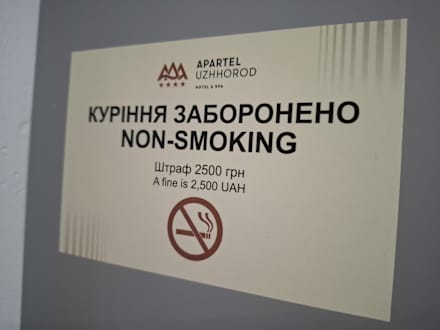 APARTEL
UZHHOROD
HOTEL & SPA
КУРІННЯ ЗАБОРОНЕНО
NON-SMOKING
Штраф 2500 грн
A fine is 2,500 UAH